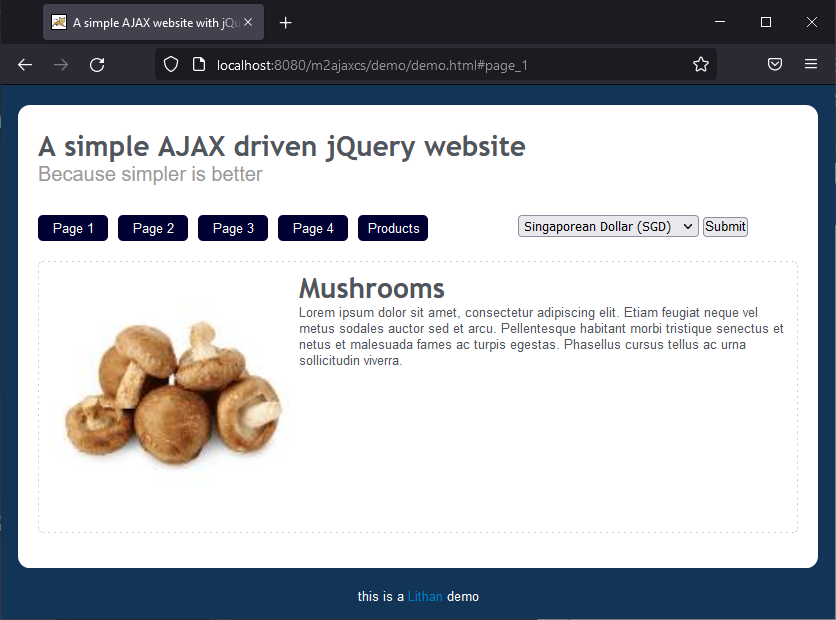 A simple AJAX website with jQu
localhost:8080/m2ajaxcs/demo/demo.html#page_1
A simple AJAX driven jQuery website
Because simpler is better
Page 1 Page 2 Page 3 Page 4 Products Singaporean Dollar (SGD) Submit
Mushrooms
Lorem ipsum dolor sit amet, consectetur adipiscing elit. Etiam feugiat neque vel
metus sodales auctor sed et arcu. Pellentesque habitant morbi tristique senectus et
netus et malesuada fames ac turpis egestas. Phasellus cursus tellus ac urna
sollicitudin viverra.
this is a Lithan demo